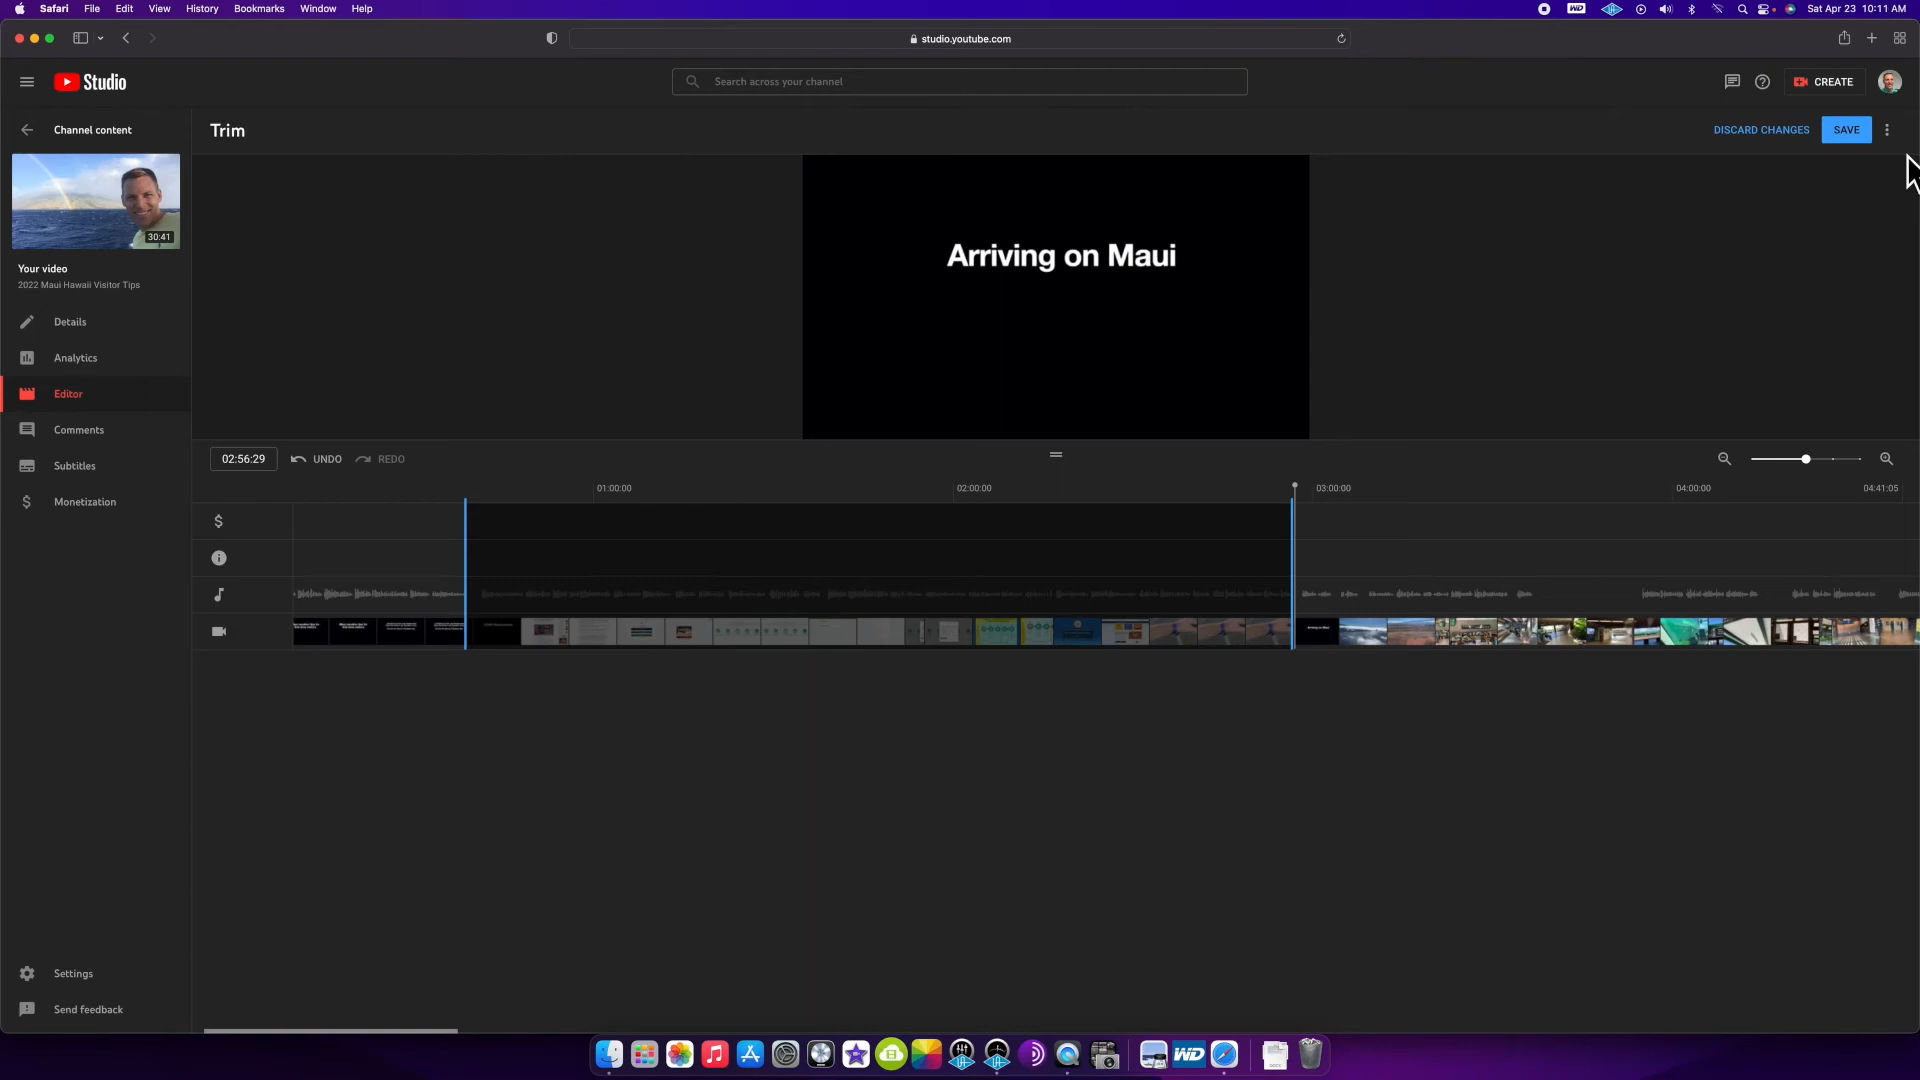 Safari File Edit View History Bookmarks Window Help
WD
Sat Apr 23 10:11 AM
studio.youtube.com
Studio
Search across your channel
CREATE
Channel content
Trim
DISCARD CHANGES
SAVE
30:41
Arriving on Maui
Your video
2022 Maui Hawaii Visitor Tips
Details
Analytics
Editor
Comments
Subtitles
Monetization
02:56:29
UNDO
REDO
01:00:00
02:00:00
03:00:00
04:00:00
04:41:05
Settings
Send feedback
WD